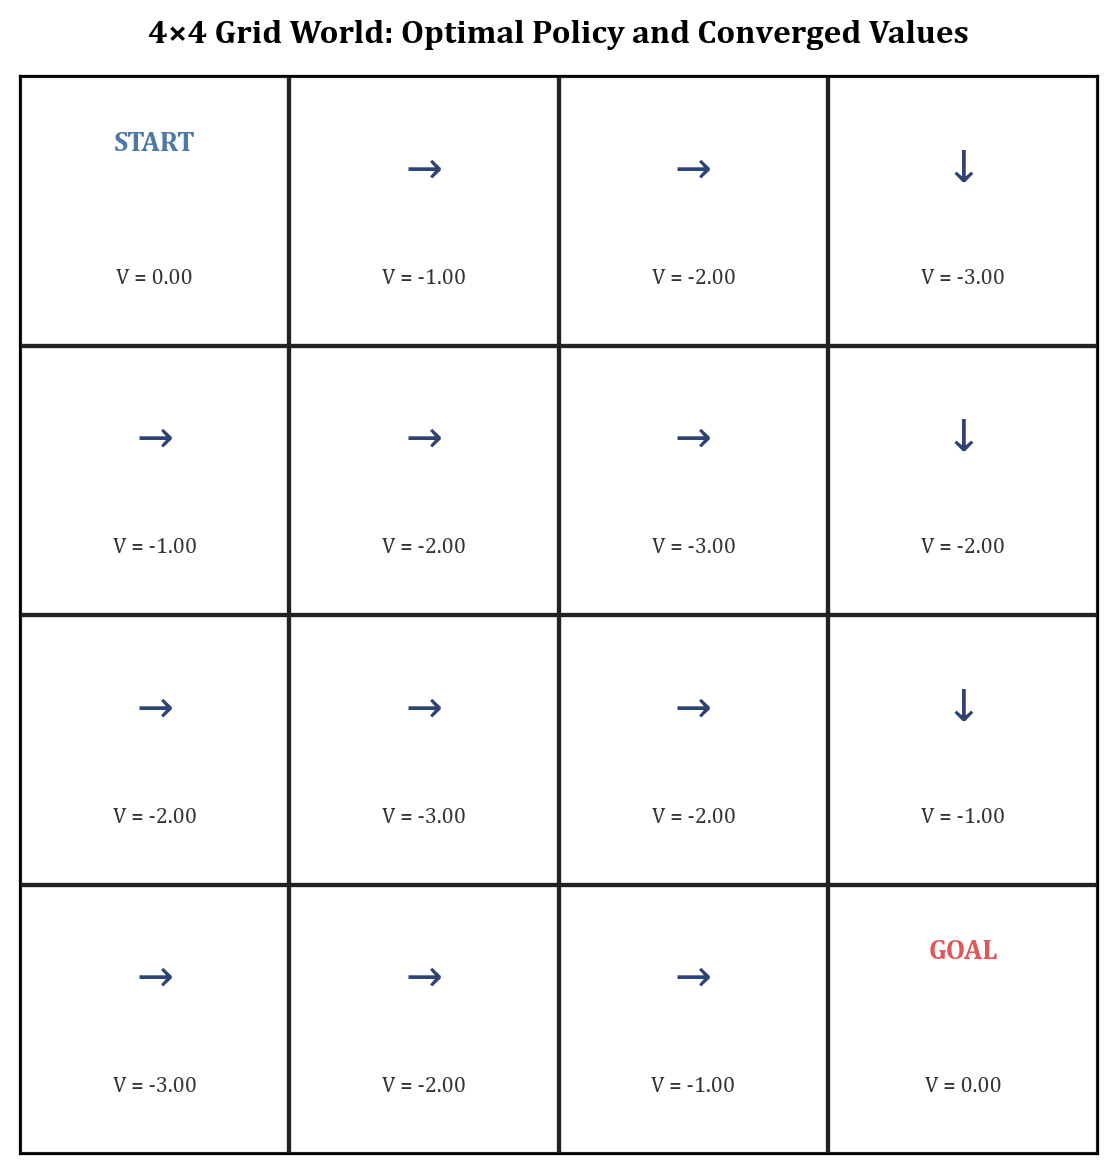 4×4 Grid World: Optimal Policy and Converged Values
START
→
→
↓
V = 0.00
V = -1.00
V = -2.00
V = -3.00
→
→
→
↓
V = -1.00
V = -2.00
V = -3.00
V = -2.00
→
→
→
↓
V = -2.00
V = -3.00
V = -2.00
V = -1.00
GOAL
→
→
→
V = -3.00
V = -2.00
V = -1.00
V = 0.00